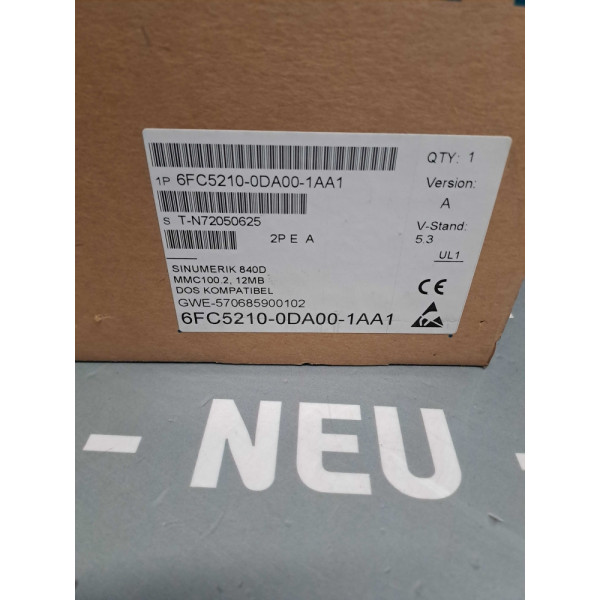 QTY: 1
1P 6FC5210-0DA00-1AA1
Version:
A
S T-N72050625
V-Stand:
5.3
2P E A
UL1
SINUMERIK 840D
MMC100.2, 12MB
DOS KOMPATIBEL
GWE-570685900102
CE
6FC5210-0DA00-1AA1
- NEU -